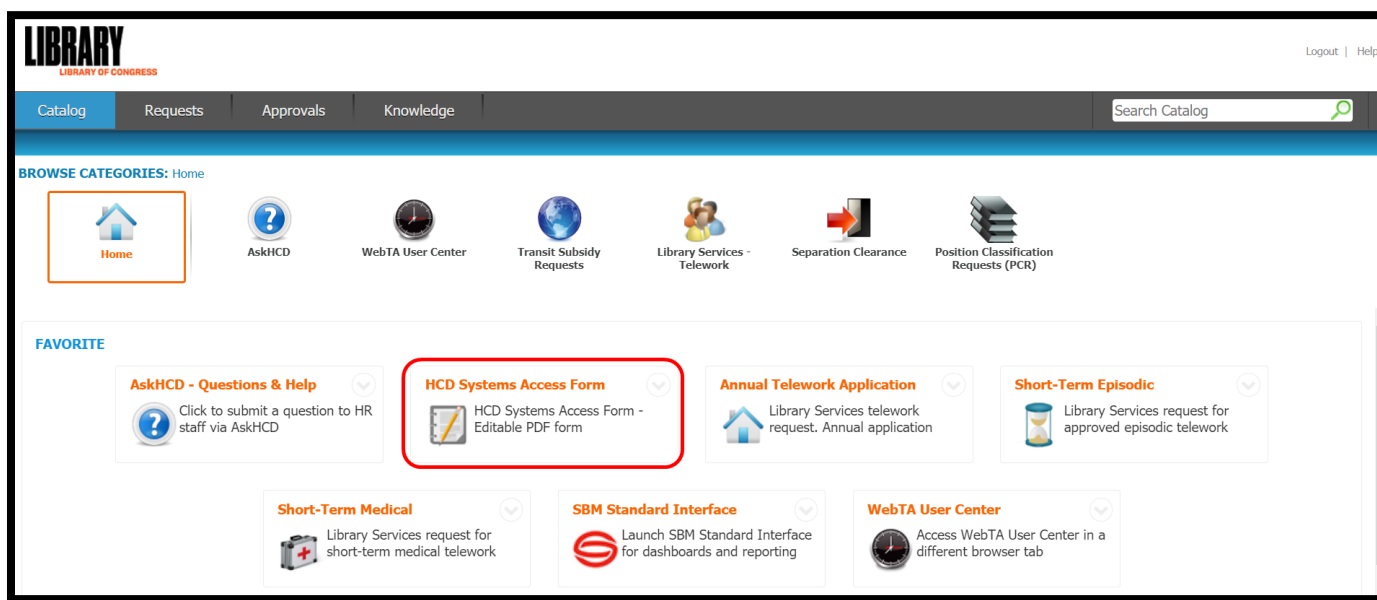 LIBRARY
LIBRARY OF CONGRESS
Logout | Help
Catalog Requests Approvals Knowledge Search Catalog
BROWSE CATEGORIES: Home
Home
AskHCD
WebTA User Center
Transit Subsidy
Requests
Library Services -
Telework
Separation Clearance
Position Classification
Requests (PCR)
FAVORITE
AskHCD - Questions & Help
Click to submit a question to HR
staff via AskHCD
HCD Systems Access Form
HCD Systems Access Form -
Editable PDF form
Annual Telework Application
Library Services telework
request. Annual application
Short-Term Episodic
Library Services request for
approved episodic telework
Short-Term Medical
Library Services request for
short-term medical telework
SBM Standard Interface
Launch SBM Standard Interface
for dashboards and reporting
WebTA User Center
Access WebTA User Center in a
different browser tab